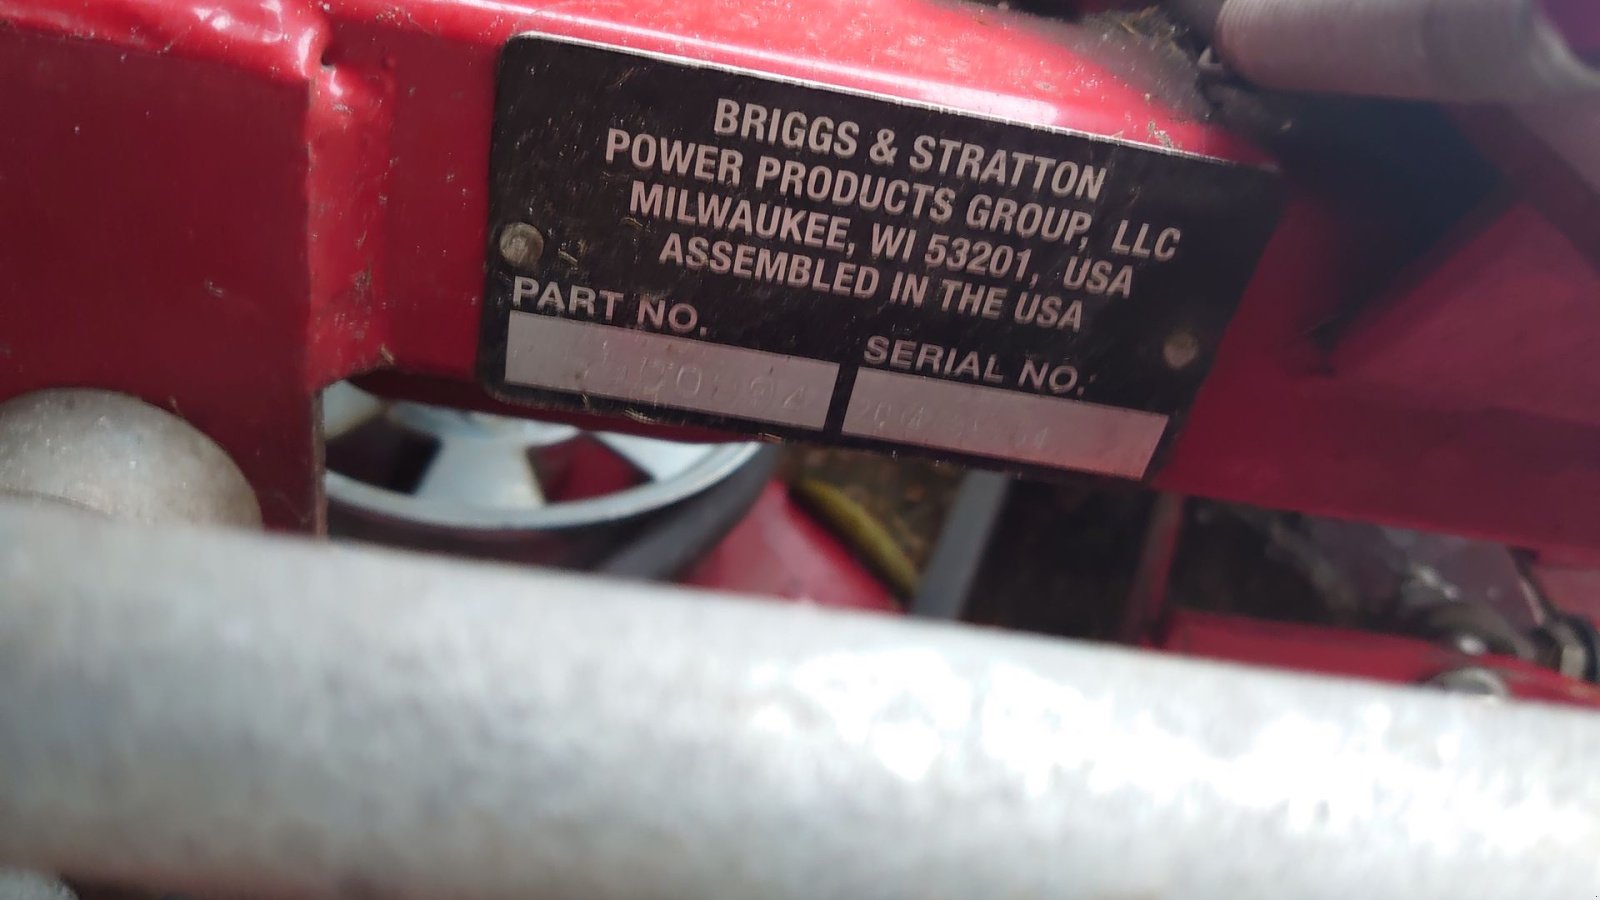 BRIGGS & STRATTON
POWER PRODUCTS GROUP, LLC
MILWAUKEE, WI 53201, USA
ASSEMBLED IN THE USA
PART NO.
SERIAL NO.: